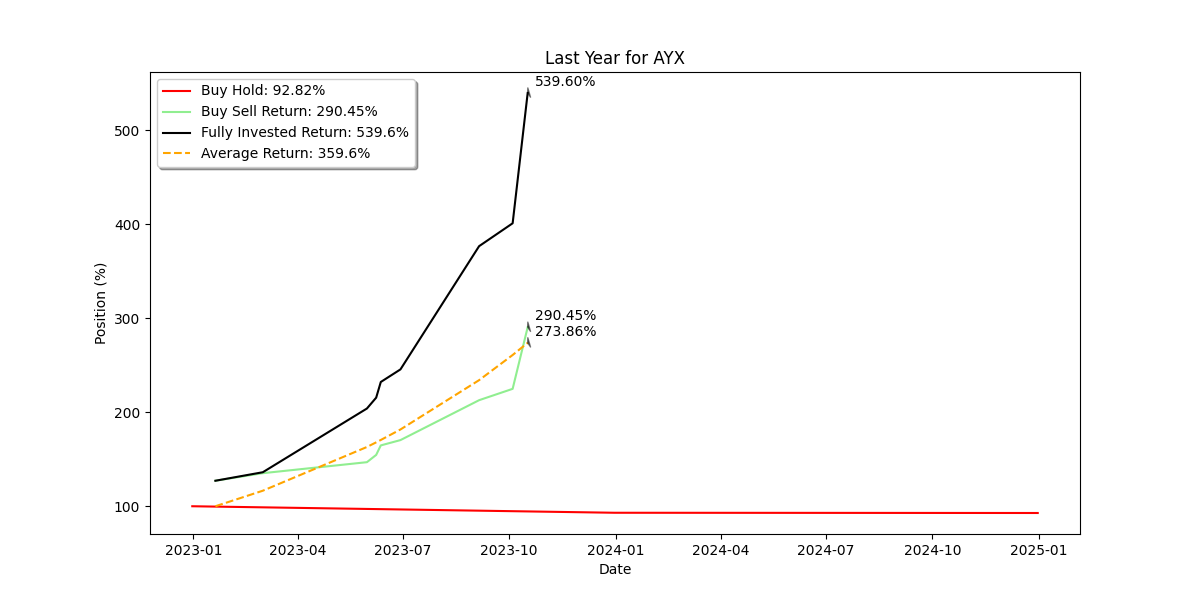 Last Year for AYX
Buy Hold: 92.82%
Buy Sell Return: 290.45%
Fully Invested Return: 539.6%
Average Return: 359.6%
539.60%
290.45%
273.86%
Position (%)
500
400
300
200
100
2023-01 2023-04 2023-07 2023-10 2024-01 2024-04 2024-07 2024-10 2025-01
Date